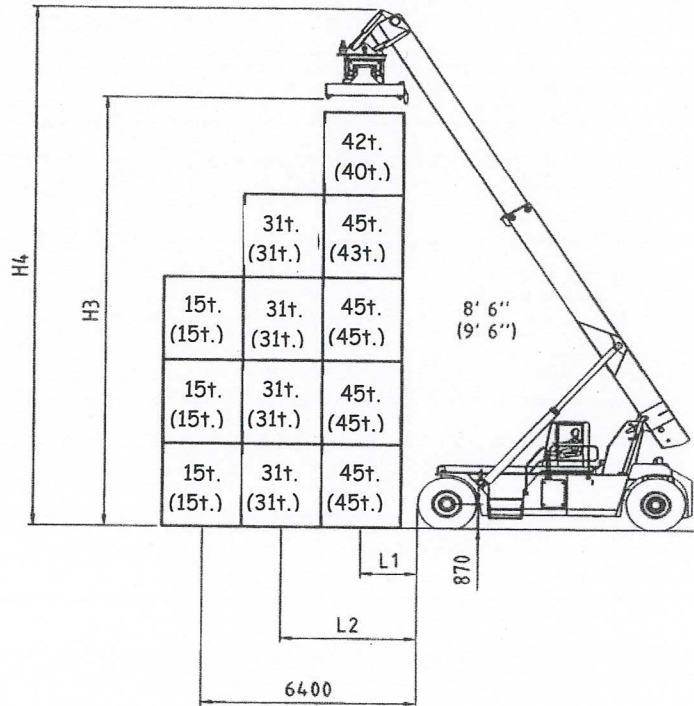 42t.
(40t.)
31t.
(31t.)
45t.
(43t.)
H4
H3
15t.
(15t.)
31t.
(31t.)
45t.
(45t.)
8' 6''
(9' 6'')
15t.
(15t.)
31t.
(31t.)
45t.
(45t.)
15t.
(15t.)
31t.
(31t.)
45t.
(45t.)
L1
870
L2
6400